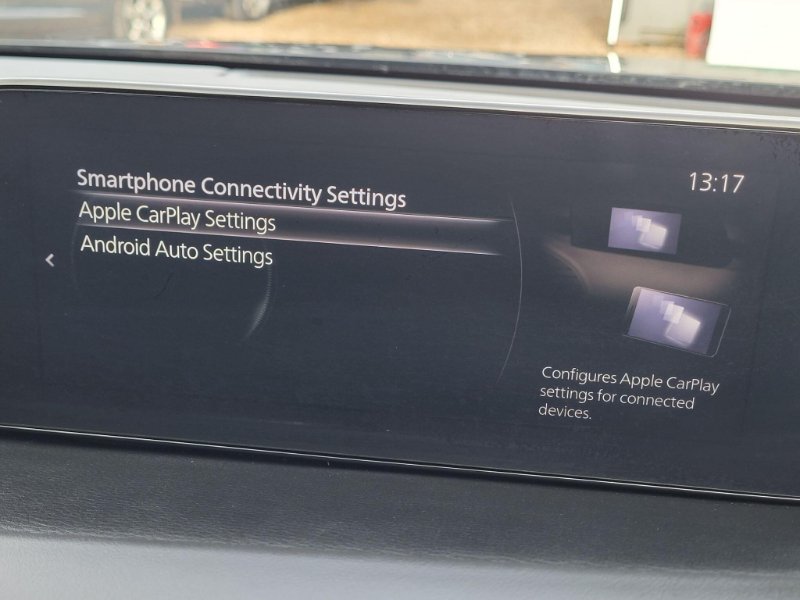 Smartphone Connectivity Settings
13:17
Apple CarPlay Settings
Android Auto Settings
Configures Apple CarPlay
settings for connected
devices.